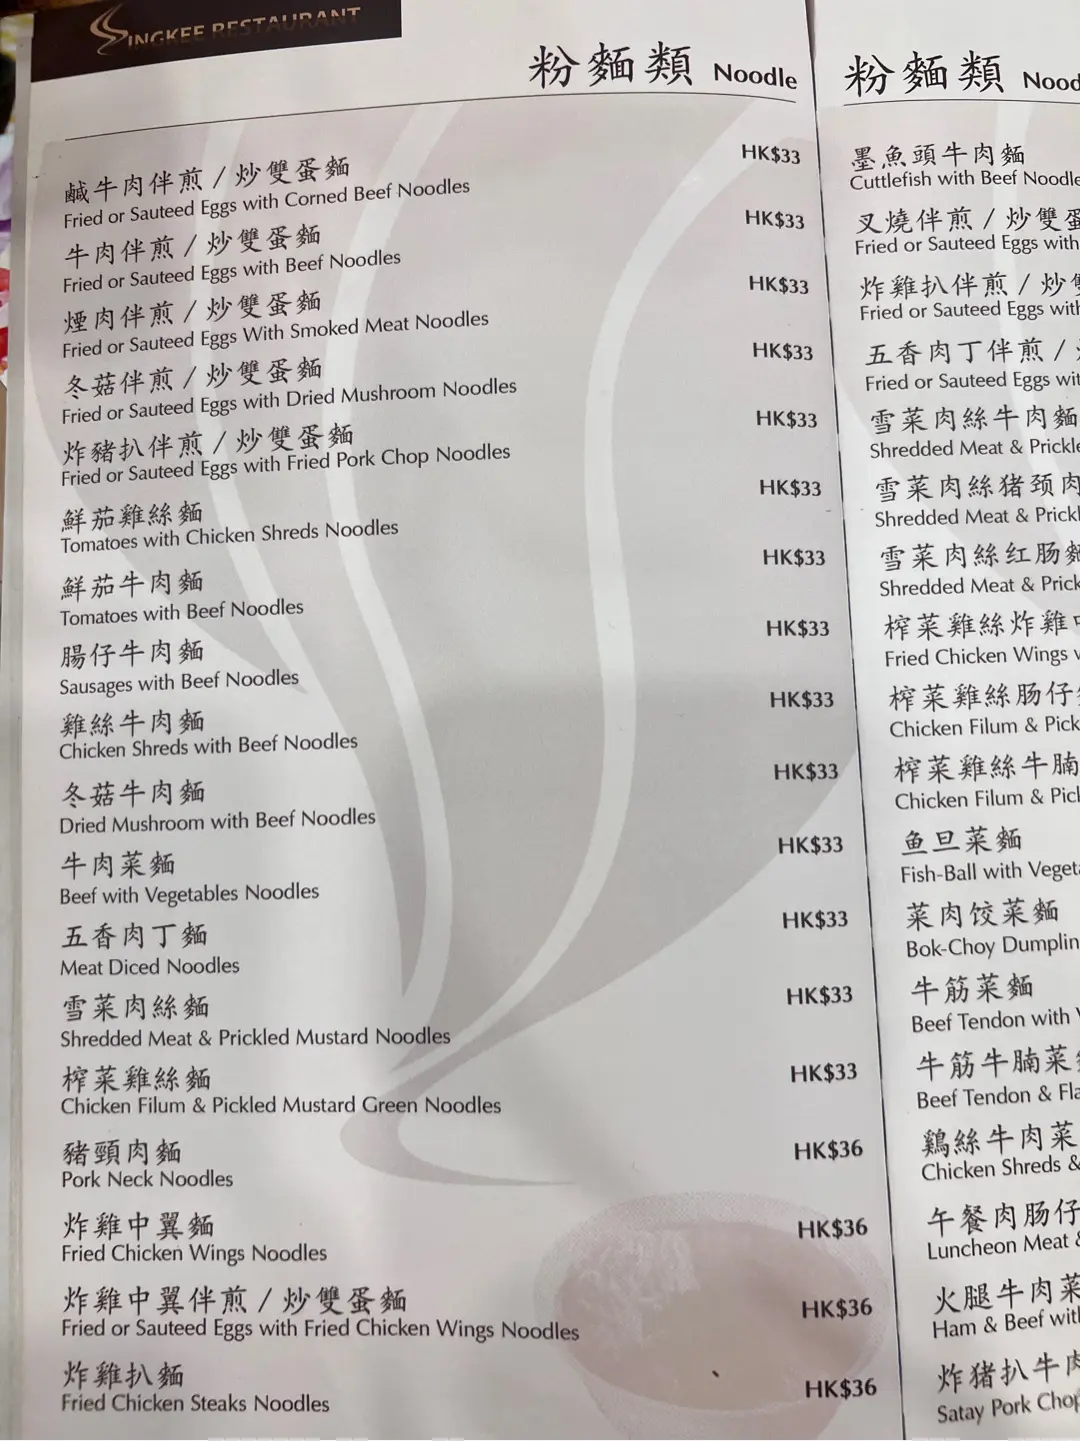 SINGKEE RESTAURANT
粉麵類 Noodle
鹹牛肉伴煎 / 炒雙蛋麵 HK$33
Fried or Sauteed Eggs with Corned Beef Noodles
牛肉伴煎 / 炒雙蛋麵 HK$33
Fried or Sauteed Eggs with Beef Noodles
煙肉伴煎 / 炒雙蛋麵 HK$33
Fried or Sauteed Eggs With Smoked Meat Noodles
冬菇伴煎 / 炒雙蛋麵 HK$33
Fried or Sauteed Eggs with Dried Mushroom Noodles
炸豬扒伴煎 / 炒雙蛋麵 HK$33
Fried or Sauteed Eggs with Fried Pork Chop Noodles
鮮茄雞絲麵 HK$33
Tomatoes with Chicken Shreds Noodles
鮮茄牛肉麵 HK$33
Tomatoes with Beef Noodles
腸仔牛肉麵 HK$33
Sausages with Beef Noodles
雞絲牛肉麵 HK$33
Chicken Shreds with Beef Noodles
冬菇牛肉麵 HK$33
Dried Mushroom with Beef Noodles
牛肉菜麵 HK$33
Beef with Vegetables Noodles
五香肉丁麵 HK$33
Meat Diced Noodles
雪菜肉絲麵 HK$33
Shredded Meat & Prickled Mustard Noodles
榨菜雞絲麵 HK$33
Chicken Filum & Pickled Mustard Green Noodles
豬頸肉麵 HK$36
Pork Neck Noodles
炸雞中翼麵 HK$36
Fried Chicken Wings Noodles
炸雞中翼伴煎 / 炒雙蛋麵 HK$36
Fried or Sauteed Eggs with Fried Chicken Wings Noodles
炸雞扒麵 HK$36
Fried Chicken Steaks Noodles
粉麵類 Nood
墨魚頭牛肉麵
Cuttlefish with Beef Noodle
叉燒伴煎 / 炒雙
Fried or Sauteed Eggs with
炸雞扒伴煎 / 炒
Fried or Sauteed Eggs with
五香肉丁伴煎 /
Fried or Sauteed Eggs wit
雪菜肉絲牛肉麵
Shredded Meat & Prickle
雪菜肉絲猪颈肉
Shredded Meat & Prickl
雪菜肉絲红肠
Shredded Meat & Prick
榨菜雞絲炸雞
Fried Chicken Wings
榨菜雞絲肠仔
Chicken Filum & Pick
榨菜雞絲牛腩
Chicken Filum & Pic
鱼旦菜麵
Fish-Ball with Veget
菜肉饺菜麵
Bok-Choy Dumplin
牛筋菜麵
Beef Tendon with
牛筋牛腩菜
Beef Tendon & Fla
鷄絲牛肉菜
Chicken Shreds &
午餐肉肠仔
Luncheon Meat
火腿牛肉菜
Ham & Beef with
炸猪扒牛
Satay Pork Chop